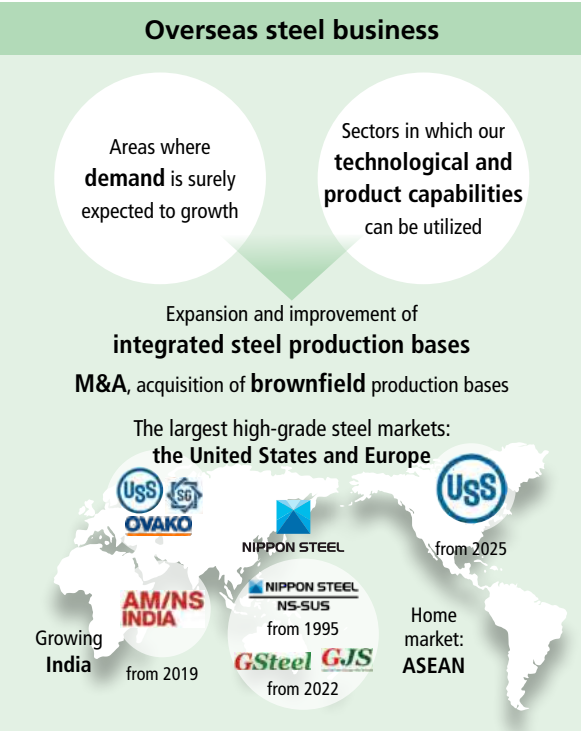 Overseas steel business
Areas where
demand is surely
expected to growth
Sectors in which our
technological and
product capabilities
can be utilized
Expansion and improvement of
integrated steel production bases
M&A, acquisition of brownfield production bases
The largest high-grade steel markets:
the United States and Europe
USS
SG
OVAKO
NIPPON STEEL
USS
from 2025
AM/NS
INDIA
Growing
India
from 2019
NIPPON STEEL
NS-SUS
from 1995
GSteel GJS
from 2022
Home
market:
ASEAN